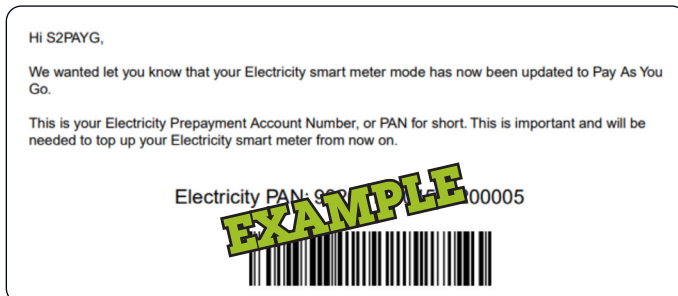 Hi S2PAYG,
We wanted let you know that your Electricity smart meter mode has now been updated to Pay As You
Go.
This is your Electricity Prepayment Account Number, or PAN for short. This is important and will be
needed to top up your Electricity smart meter from now on.
Electricity PAN:
EXAMPLE